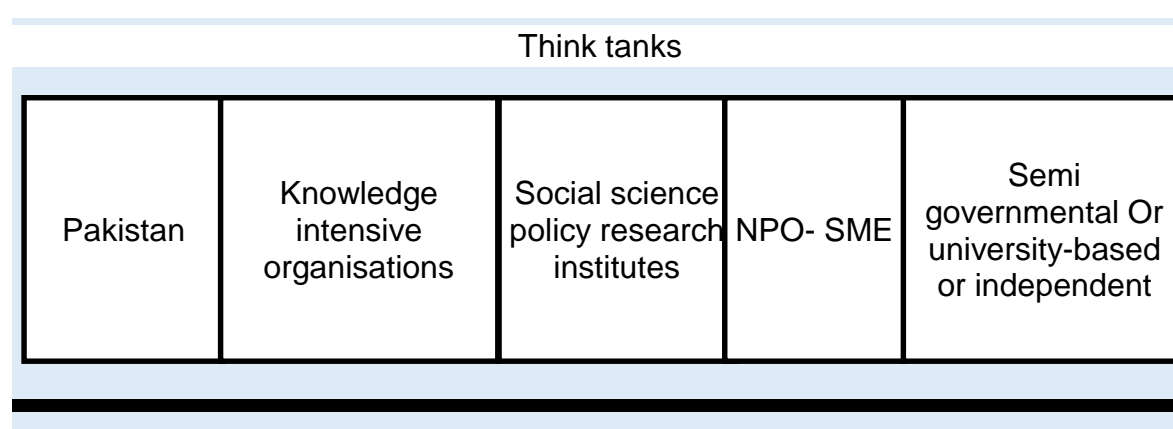 Think tanks
Pakistan
Knowledge
intensive
organisations
Social science
policy research
institutes
NPO- SME
Semi
governmental Or
university-based
or independent